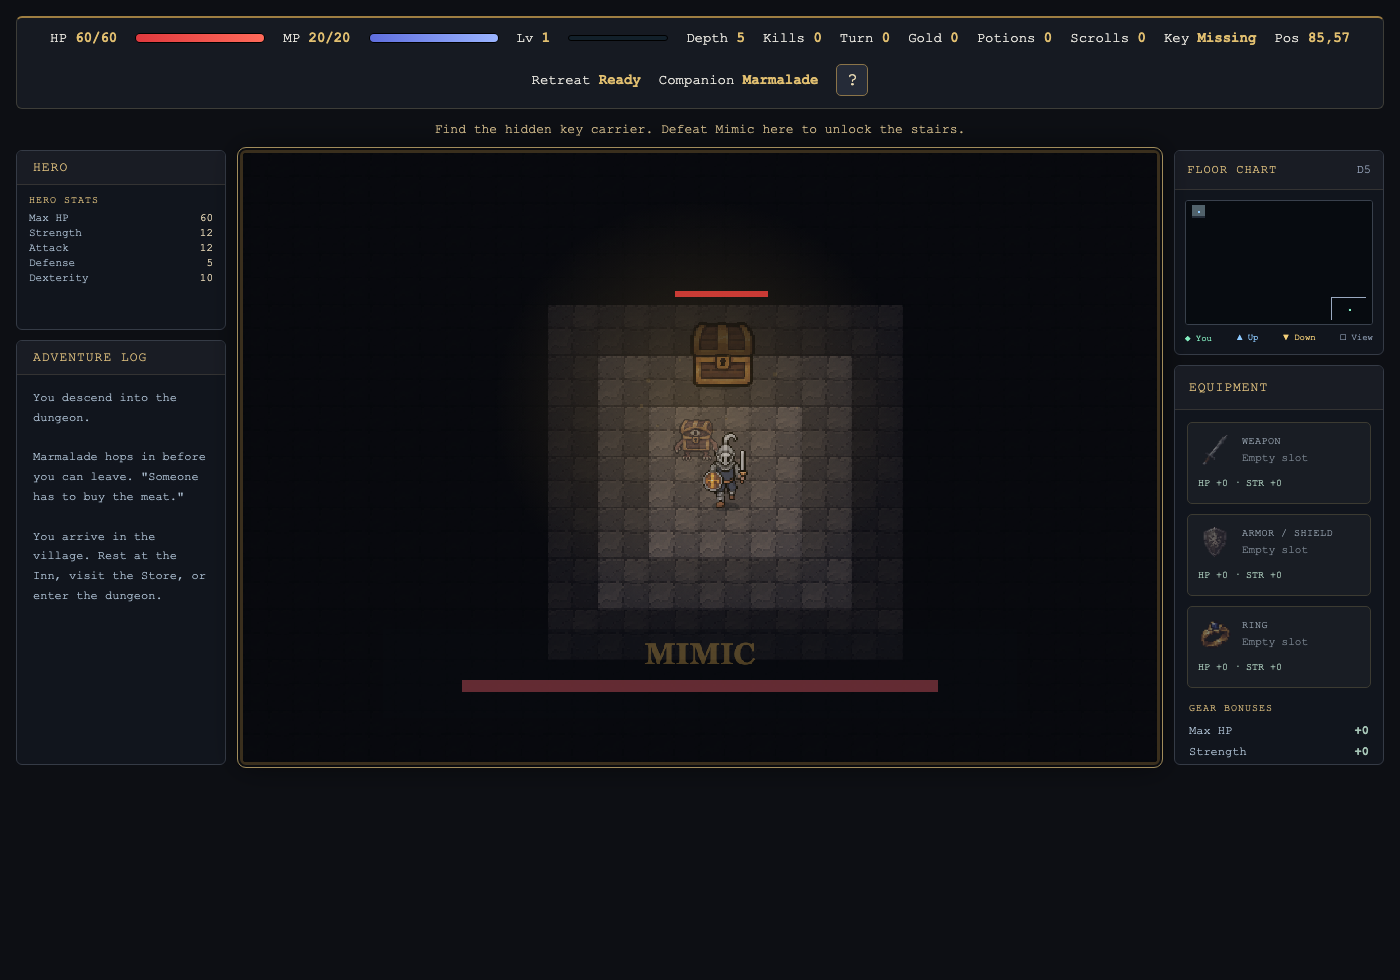 HP 60/60 MP 20/20 Lv 1 Depth 5 Kills 0 Turn 0 Gold 0 Potions 0 Scrolls 0 Key Missing Pos 85,57
Retreat Ready Companion Marmalade ?
Find the hidden key carrier. Defeat Mimic here to unlock the stairs.
HERO
HERO STATS
Max HP 60
Strength 12
Attack 12
Defense 5
Dexterity 10
ADVENTURE LOG
You descend into the
dungeon.
Marmalade hops in before
you can leave. "Someone
has to buy the meat."
You arrive in the
village. Rest at the
Inn, visit the Store, or
enter the dungeon.
MIMIC
FLOOR CHART D5
◆ You ▲ Up ▼ Down □ View
EQUIPMENT
WEAPON
Empty slot
HP +0 · STR +0
ARMOR / SHIELD
Empty slot
HP +0 · STR +0
RING
Empty slot
HP +0 · STR +0
GEAR BONUSES
Max HP +0
Strength +0